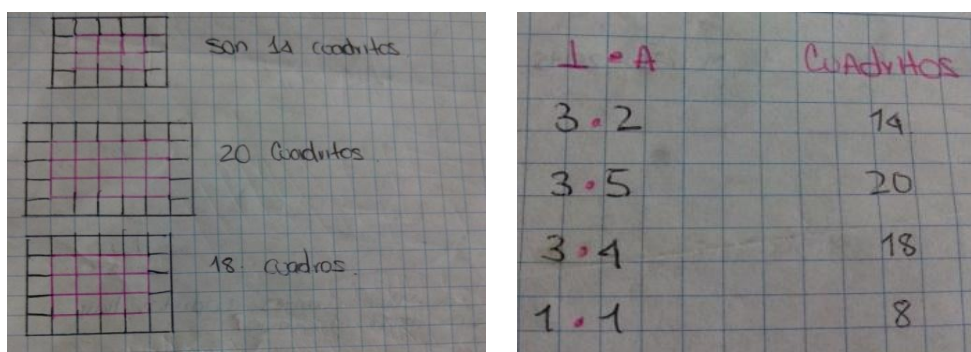 son 14 cuadritos.
20 Cuadritos
18. cuadros.
L • A CUAdritos
3 • 2 14
3 • 5 20
3 • 4 18
1 • 1 8